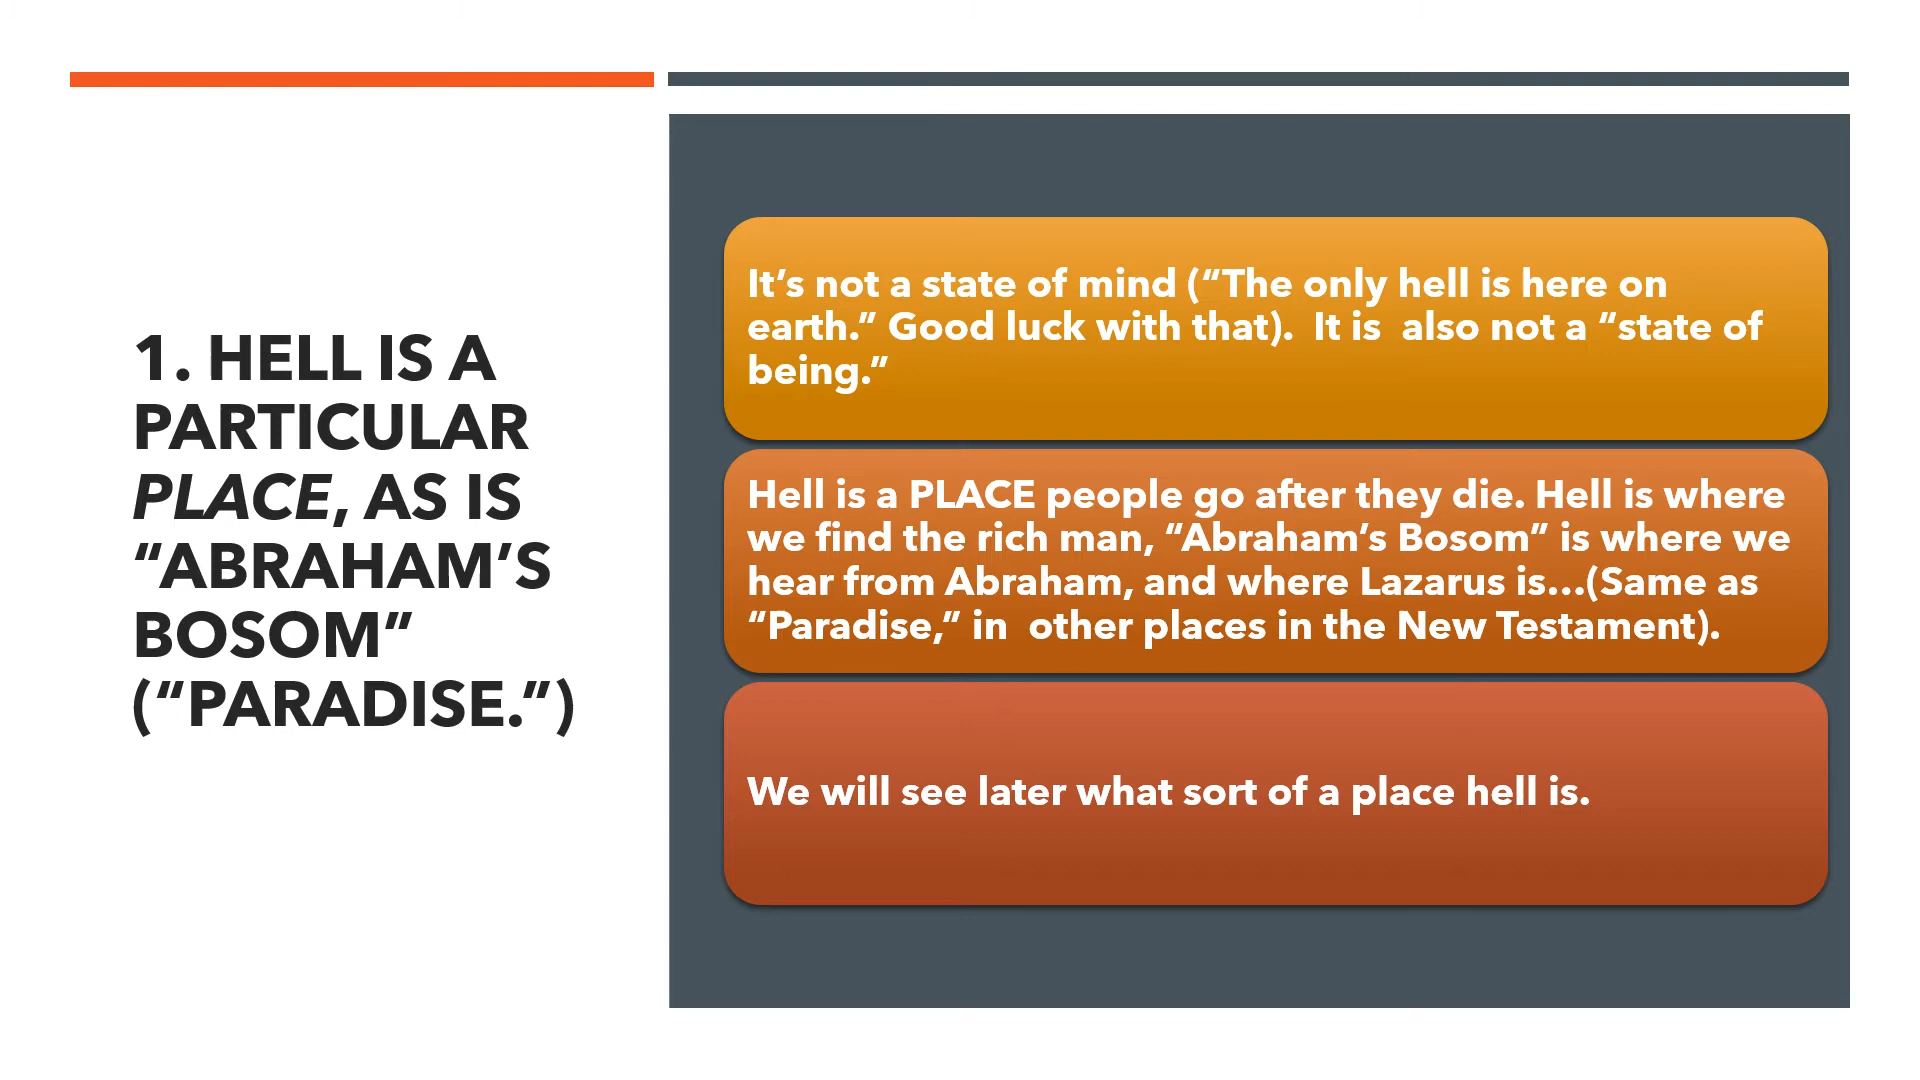 1. HELL IS A
PARTICULAR
PLACE, AS IS
“ABRAHAM’S
BOSOM”
(“PARADISE.”)
It’s not a state of mind (“The only hell is here on
earth.” Good luck with that).  It is  also not a “state of
being.”
Hell is a PLACE people go after they die. Hell is where
we find the rich man, “Abraham’s Bosom” is where we
hear from Abraham, and where Lazarus is…(Same as
“Paradise,” in  other places in the New Testament).
We will see later what sort of a place hell is.